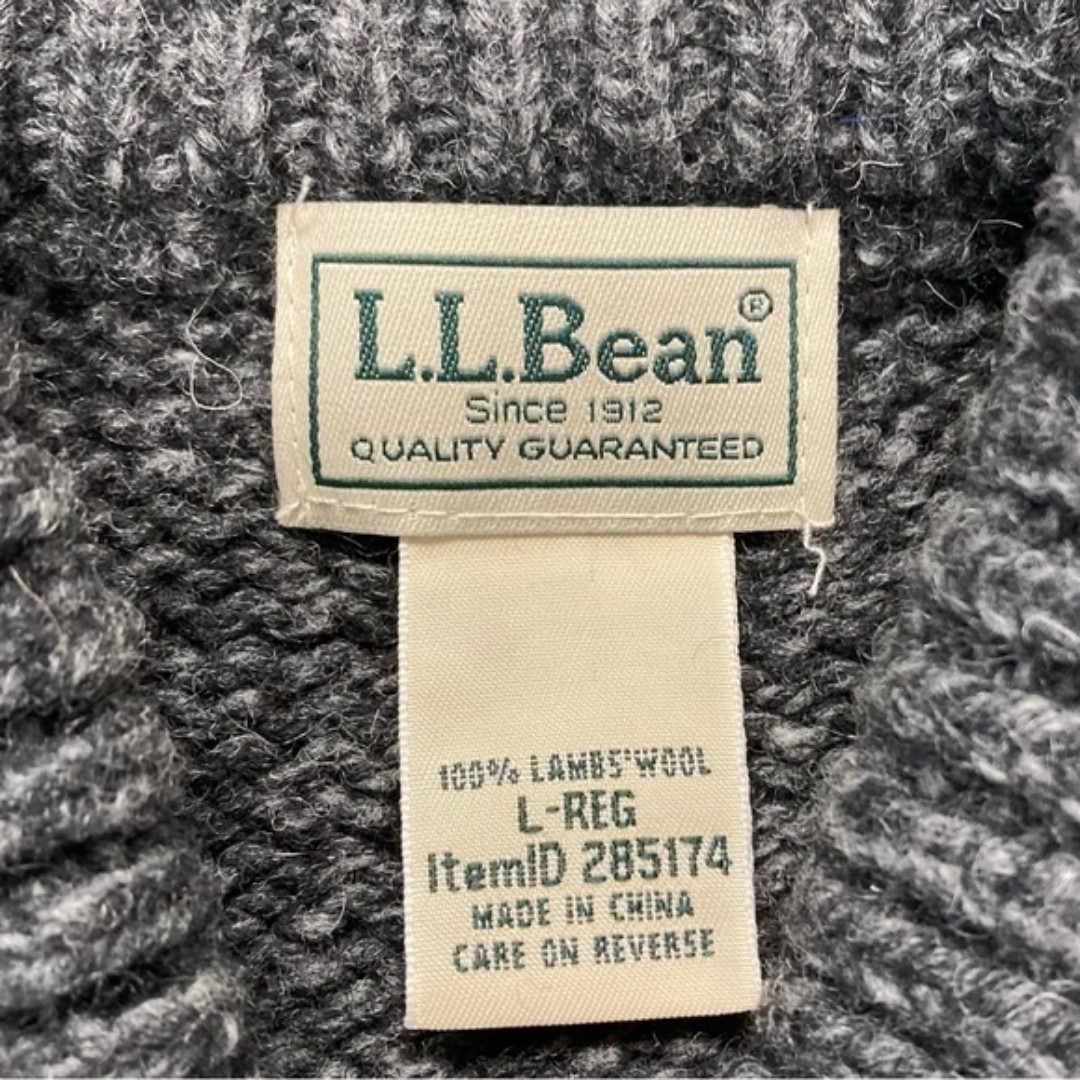 L.L.Bean®
Since 1912
QUALITY GUARANTEED
100% LAMBS'WOOL
L-REG
ItemID 285174
MADE IN CHINA
CARE ON REVERSE